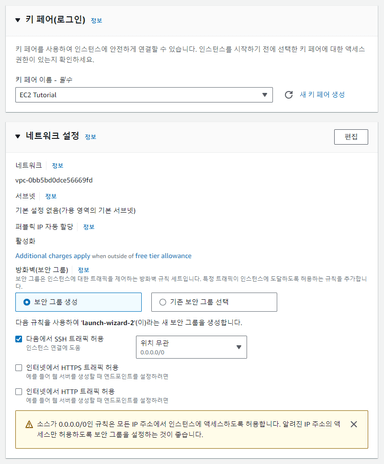 키 페어(로그인) 정보
키 페어를 사용하여 인스턴스에 안전하게 연결할 수 있습니다. 인스턴스를 시작하기 전에 선택한 키 페어에 대한 액세스
권한이 있는지 확인하세요.
키 페어 이름 - 필수
EC2 Tutorial
새 키 페어 생성
네트워크 설정 정보
편집
네트워크 정보
vpc-0bb5bd0dce56669fd
서브넷 정보
기본 설정 없음(가용 영역의 기본 서브넷)
퍼블릭 IP 자동 할당 정보
활성화
Additional charges apply when outside of free tier allowance
방화벽(보안 그룹) 정보
보안 그룹은 인스턴스에 대한 트래픽을 제어하는 방화벽 규칙 세트입니다. 특정 트래픽이 인스턴스에 도달하도록 허용하는 규칙을 추가합니
다.
보안 그룹 생성
기존 보안 그룹 선택
다음 규칙을 사용하여 'launch-wizard-2'(이)라는 새 보안 그룹을 생성합니다.
다음에서 SSH 트래픽 허용
인스턴스 연결에 도움
위치 무관
0.0.0.0/0
인터넷에서 HTTPS 트래픽 허용
예를 들어 웹 서버를 생성할 때 엔드포인트를 설정하려면
인터넷에서 HTTP 트래픽 허용
예를 들어 웹 서버를 생성할 때 엔드포인트를 설정하려면
소스가 0.0.0.0/0인 규칙은 모든 IP 주소에서 인스턴스에 액세스하도록 허용합니다. 알려진 IP 주소의 액
세스만 허용하도록 보안 그룹을 설정하는 것이 좋습니다.